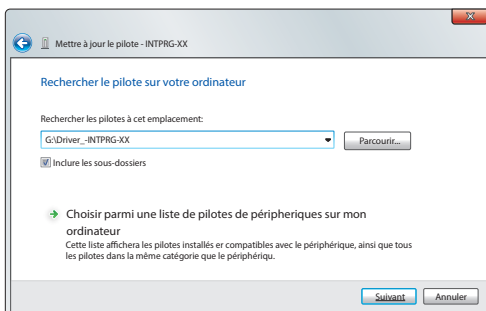 Mettre à jour le pilote - INTPRG-XX
Rechercher le pilote sur votre ordinateur
Rechercher les pilotes à cet emplacement:
G:\Driver_-INTPRG-XX
Parcourir...
Inclure les sous-dossiers
Choisir parmi une liste de pilotes de péripheriques sur mon
ordinateur
Cette liste affichera les pilotes installés er compatibles avec le périphérique, ainsi que tous
les pilotes dans la même catégorie que le périphériqu.
Suivant Annuler